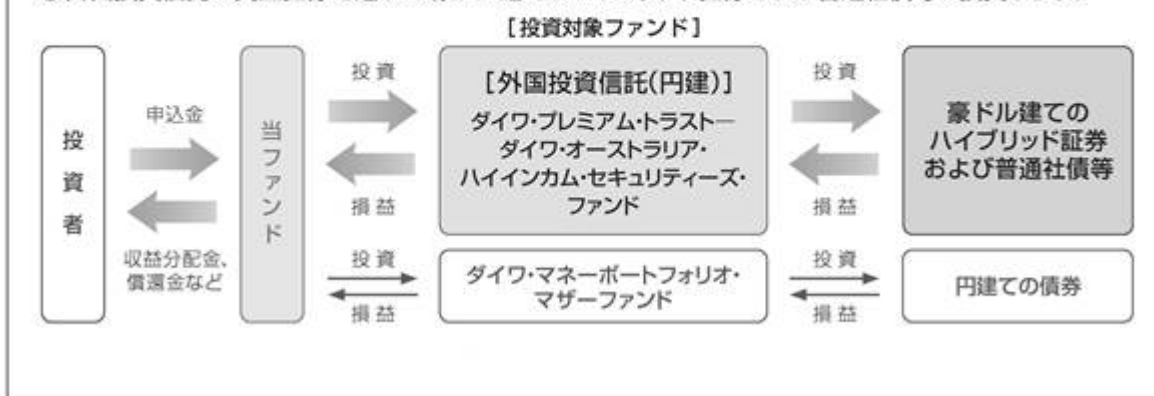 [投資対象ファンド]
投資者
申込金
収益分配金、
償還金など
当ファンド
投資
損益
投資
損益
[外国投資信託(円建)]
ダイワ・プレミアム・トラスト―
ダイワ・オーストラリア・
ハイインカム・セキュリティーズ・
ファンド
ダイワ・マネーポートフォリオ・
マザーファンド
投資
損益
投資
損益
豪ドル建ての
ハイブリッド証券
および普通社債等
円建ての債券